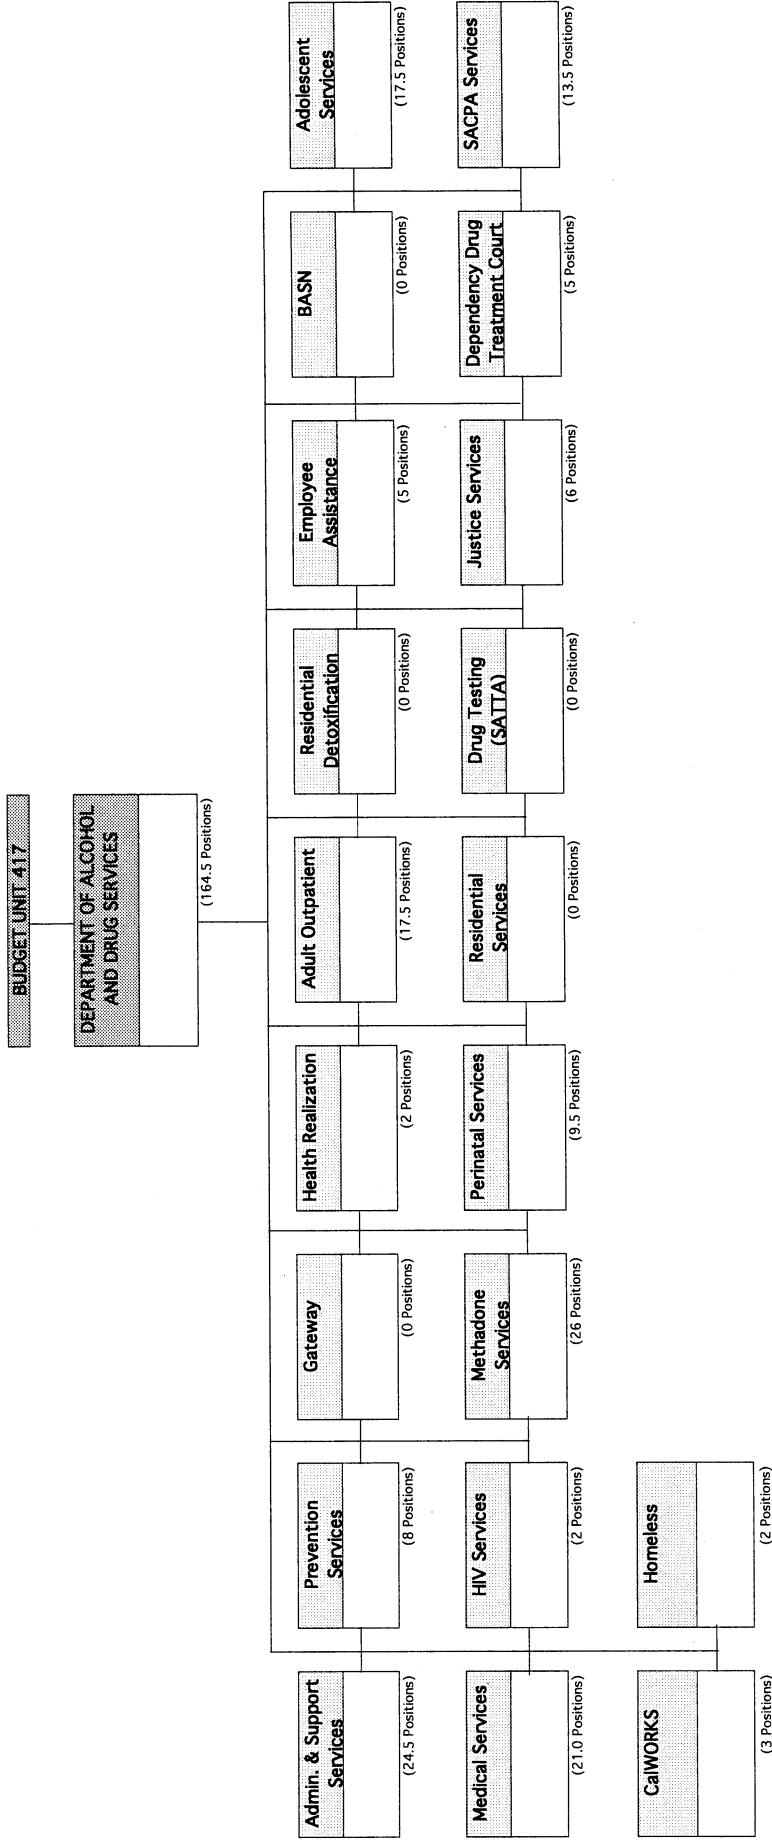 BUDGET UNIT 417
DEPARTMENT OF ALCOHOL
AND DRUG SERVICES
(164.5 Positions)
Admin. & Support
Services
(24.5 Positions)
Prevention
Services
(8 Positions)
Gateway
(0 Positions)
Health Realization
(2 Positions)
Adult Outpatient
(17.5 Positions)
Residential
Detoxification
(0 Positions)
Employee
Assistance
(5 Positions)
BASN
(0 Positions)
Adolescent
Services
(17.5 Positions)
Medical Services
(21.0 Positions)
HIV Services
(2 Positions)
Methadone
Services
(26 Positions)
Perinatal Services
(9.5 Positions)
Residential
Services
(0 Positions)
Drug Testing
(SATTA)
(0 Positions)
Justice Services
(6 Positions)
Dependency Drug
Treatment Court
(5 Positions)
SACPA Services
(13.5 Positions)
CalWORKS
(3 Positions)
Homeless
(2 Positions)